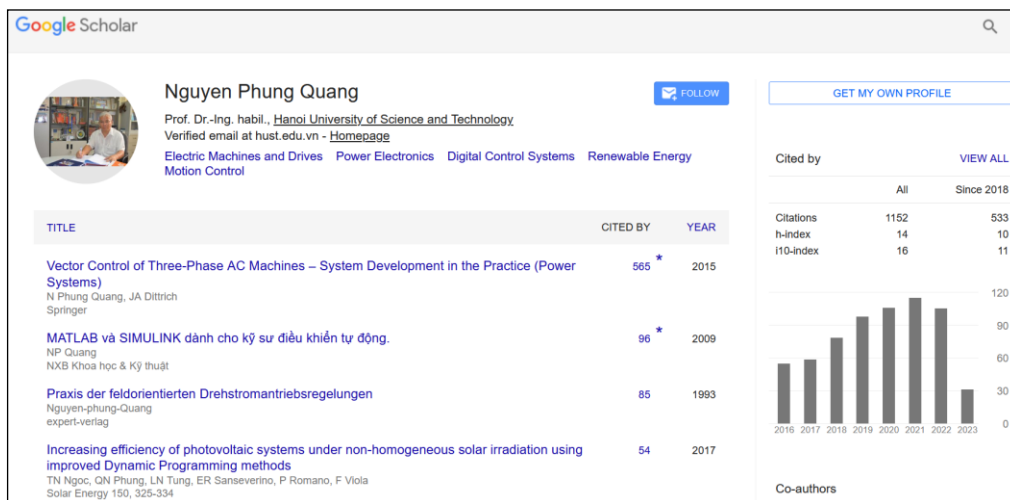 Google Scholar
Nguyen Phung Quang
FOLLOW
Prof. Dr.-Ing. habil., Hanoi University of Science and Technology
Verified email at hust.edu.vn - Homepage
Electric Machines and Drives Power Electronics Digital Control Systems Renewable Energy
Motion Control
TITLE CITED BY YEAR
Vector Control of Three-Phase AC Machines – System Development in the Practice (Power 565 * 2015
Systems)
N Phung Quang, JA Dittrich
Springer
MATLAB và SIMULINK dành cho kỹ sư điều khiển tự động. 96 * 2009
NP Quang
NXB Khoa học & Kỹ thuật
Praxis der feldorientierten Drehstromantriebsregelungen 85 1993
Nguyen-phung-Quang
expert-verlag
Increasing efficiency of photovoltaic systems under non-homogeneous solar irradiation using 54 2017
improved Dynamic Programming methods
TN Ngoc, QN Phung, LN Tung, ER Sanseverino, P Romano, F Viola
Solar Energy 150, 325-334
GET MY OWN PROFILE
Cited by VIEW ALL
All Since 2018
Citations 1152 533
h-index 14 10
i10-index 16 11
120
90
60
30
0
2016 2017 2018 2019 2020 2021 2022 2023
Co-authors